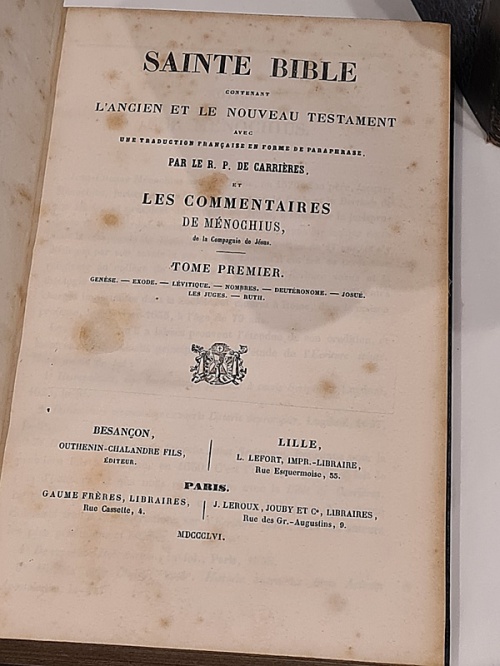 SAINTE BIBLE
CONTENANT
L'ANCIEN ET LE NOUVEAU TESTAMENT
AVEC
UNE TRADUCTION FRANÇAISE EN FORME DE PARAPHRASE,
PAR LE R. P. DE CARRIÈRES,
ET
LES COMMENTAIRES
DE MÉNOCHIUS,
de la Compagnie de Jésus.
TOME PREMIER.
GENÈSE. — EXODE. — LÉVITIQUE. — NOMBRES. — DEUTÉRONOME. — JOSUÉ.
LES JUGES. — RUTH.
BESANÇON,
OUTHENIN-CHALANDRE FILS,
ÉDITEUR.
LILLE,
L. LEFORT, IMPR.-LIBRAIRE,
Rue Esquermoise, 55.
PARIS.
GAUME FRÈRES, LIBRAIRES,
Rue Cassette, 4.
J. LEROUX, JOUBY ET Cᵉ, LIBRAIRES,
Rue des Gr.-Augustins, 9.
MDCCCLVI.